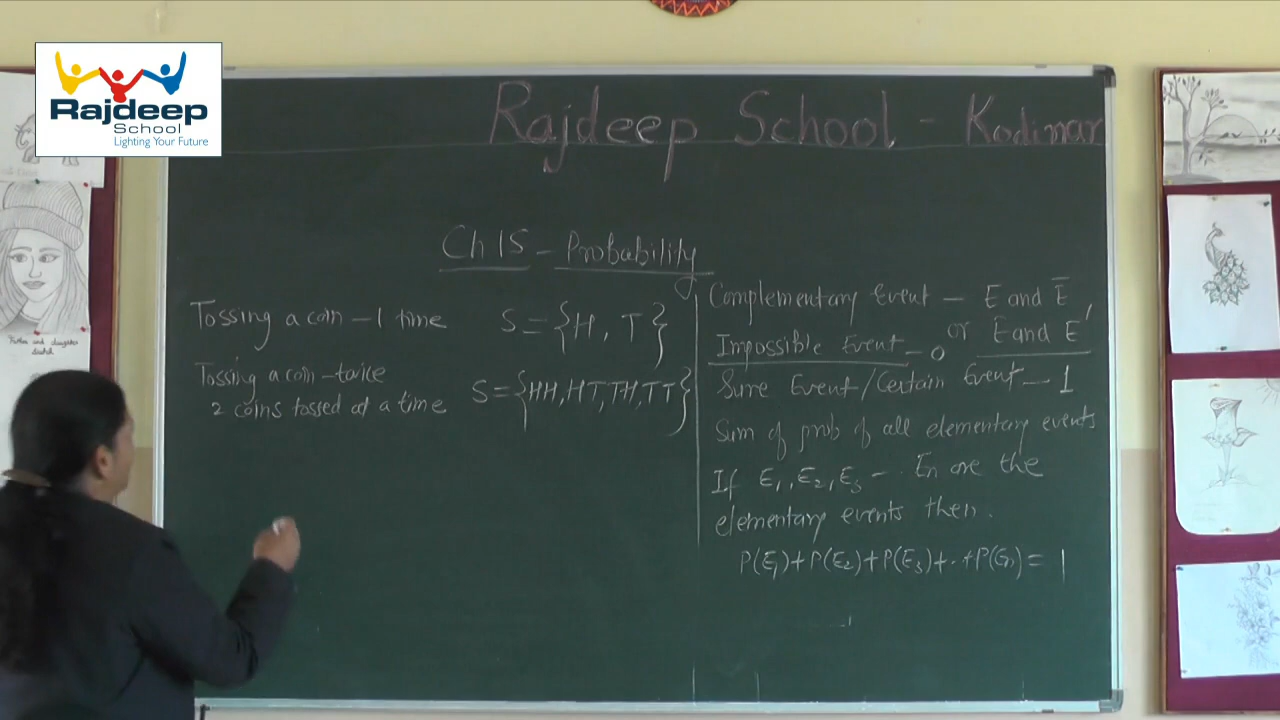 Rajdeep
School
Lighting Your Future
Rajdeep School - Kodinar
Ch 15 - Probability
Tossing a coin - 1 time S = {H, T}
Tossing a coin - twice
2 coins tossed at a time S = {HH, HT, TH, TT}
Complementary Event - E and E̅
or E and E'
Impossible Event - 0
Sure Event/Certain Event - 1
Sum of prob of all elementary events
If E₁, E₂, E₃ - .. En are the
elementary events then.
P(E₁)+P(E₂)+P(E₃)+..+P(En) = 1
Father and daughter